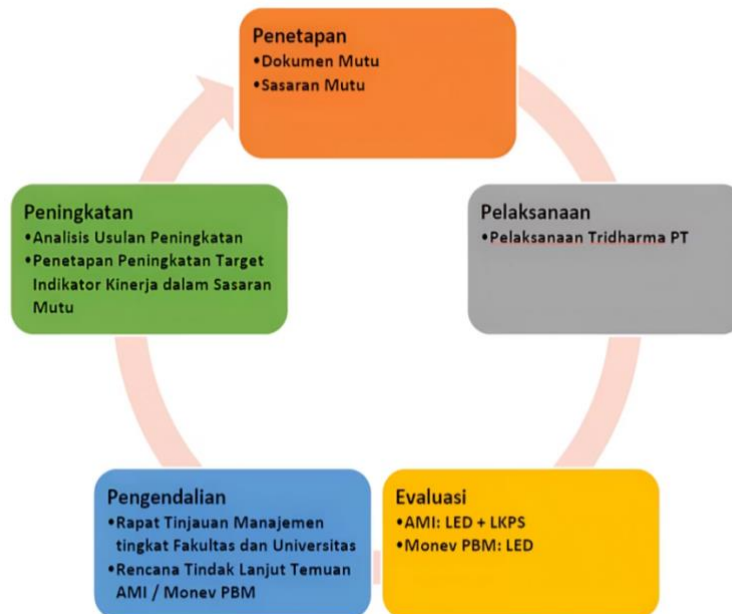 Penetapan
•Dokumen Mutu
•Sasaran Mutu
Pelaksanaan
•Pelaksanaan Tridharma PT
Evaluasi
•AMI: LED + LKPS
•Monev PBM: LED
Pengendalian
•Rapat Tinjauan Manajemen
tingkat Fakultas dan Universitas
•Rencana Tindak Lanjut Temuan
AMI / Monev PBM
Peningkatan
•Analisis Usulan Peningkatan
•Penetapan Peningkatan Target
Indikator Kinerja dalam Sasaran
Mutu